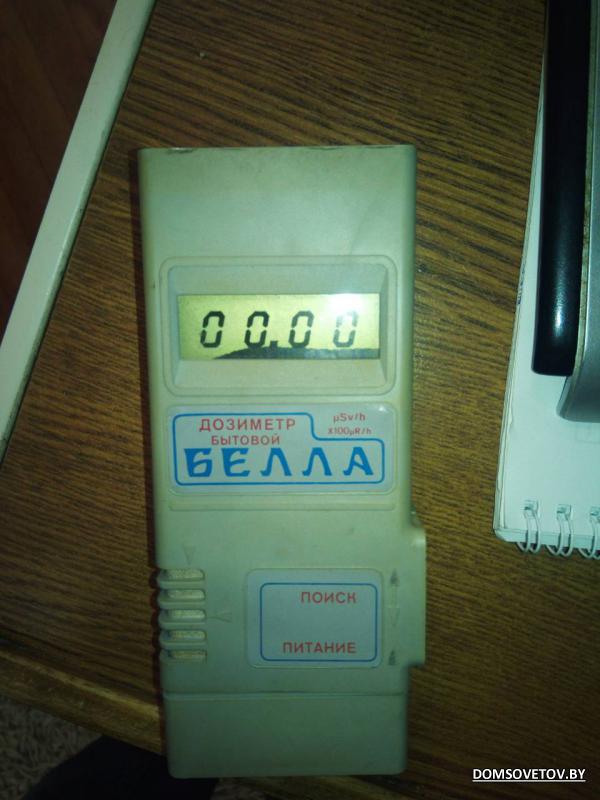 00.00
ДОЗИМЕТР
БЫТОВОЙ
µSv/h
x100µR/h
БЕЛЛА
ПОИСК
ПИТАНИЕ
DOMSOVETOV.BY